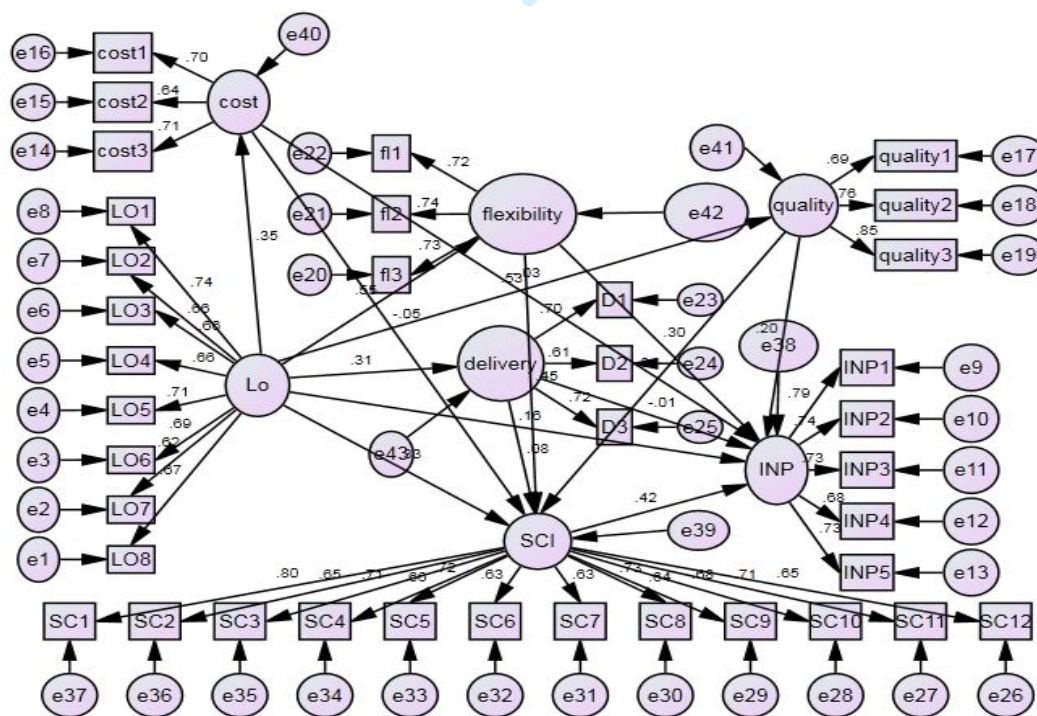 e16 cost1 .70 e40
e15 cost2 .64 cost
e14 cost3 .71
e22 fl1 .72
e21 fl2 .74 flexibility e42
e20 fl3 .73
e41 quality .69 quality1 e17
.76 quality2 e18
.85 quality3 e19
e8 LO1 .74
e7 LO2 .66
e6 LO3
e5 LO4 .66
e4 LO5 .71
e3 LO6 .69
e2 LO7 .62
e1 LO8 .67
Lo .35 -.05 .31 .16
.53 .03 .30 .20 e38
delivery .70 D1 e23
.61 D2 e24
.72 D3 e25
e43 -.01 .08
INP .79 INP1 e9
.74 INP2 e10
.73 INP3 e11
.68 INP4 e12
.73 INP5 e13
SCI .42 e39
.80 .65 .71 .72 .63 .63 .73 .64 .68 .71 .65
SC1 SC2 SC3 SC4 SC5 SC6 SC7 SC8 SC9 SC10 SC11 SC12
e37 e36 e35 e34 e33 e32 e31 e30 e29 e28 e27 e26